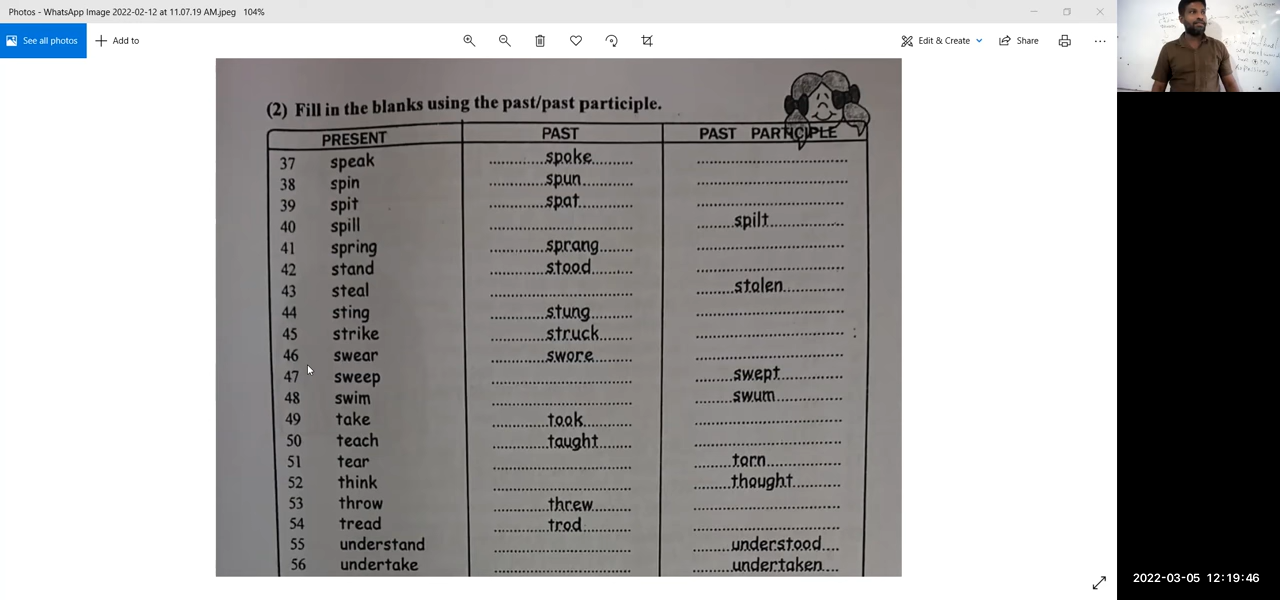 Photos - WhatsApp Image 2022-02-12 at 11.07.19 AM.jpeg 104%
See all photos + Add to Edit & Create Share
(2) Fill in the blanks using the past/past participle.
PRESENT PAST PAST PARTICIPLE
37 speak spoke
38 spin spun
39 spit spat
40 spill spilt
41 spring sprang
42 stand stood
43 steal stolen
44 sting stung
45 strike struck
46 swear swore
47 sweep swept
48 swim swum
49 take took
50 teach taught
51 tear torn
52 think thought
53 throw threw
54 tread trod
55 understand understood
56 undertake undertaken
2022-03-05 12:19:46